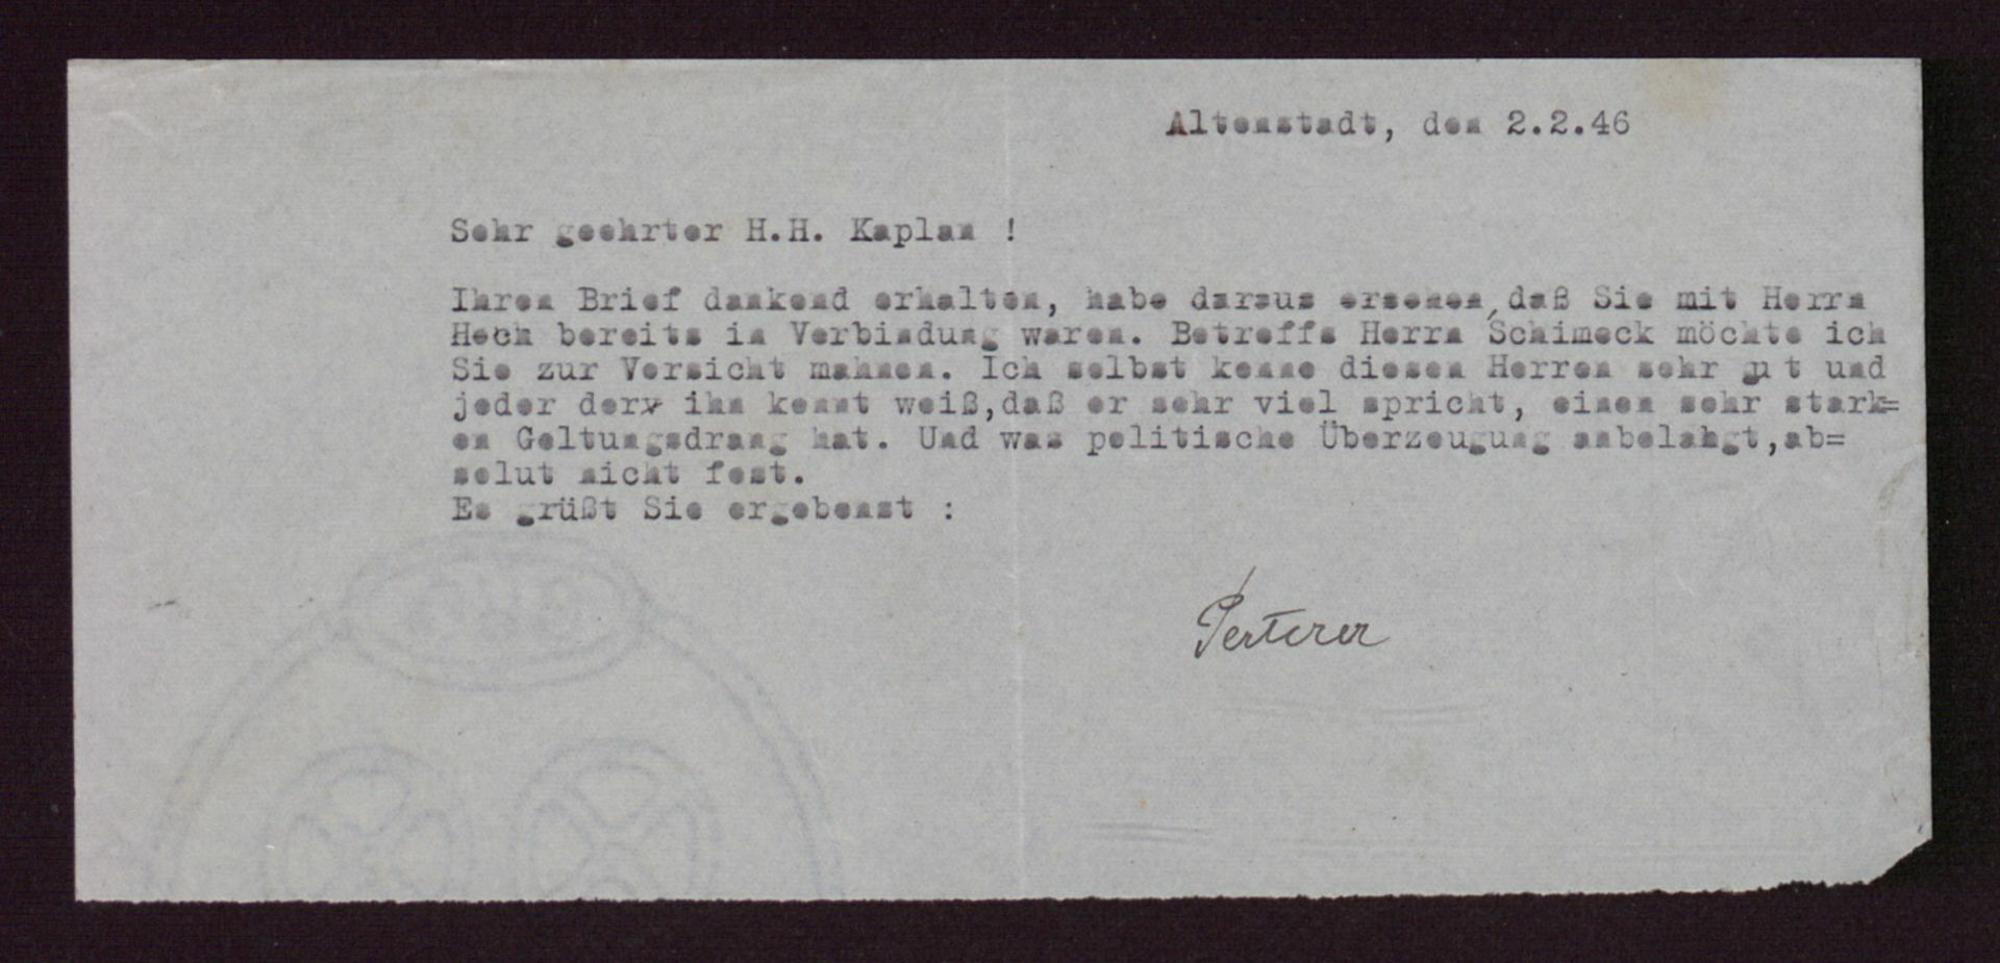 Altenstadt, den 2.2.46
Sehr geehrter H.H. Kaplan !
Ihren Brief dankend erhalten, habe daraus ersehen, daß Sie mit Herrn
Hoch bereits in Verbindung waren. Betreffs Herrn Schimeck möchte ich
Sie zur Vorsicht mahnen. Ich selbst kenne diesen Herren sehr gut und
jeder der ihn kennt weiß, daß er sehr viel spricht, einen sehr stark=
en Geltungsdrang hat. Und was politische Überzeugung anbelangt, ab=
solut nicht fest.
Es grüßt Sie ergebenst :
Perterer